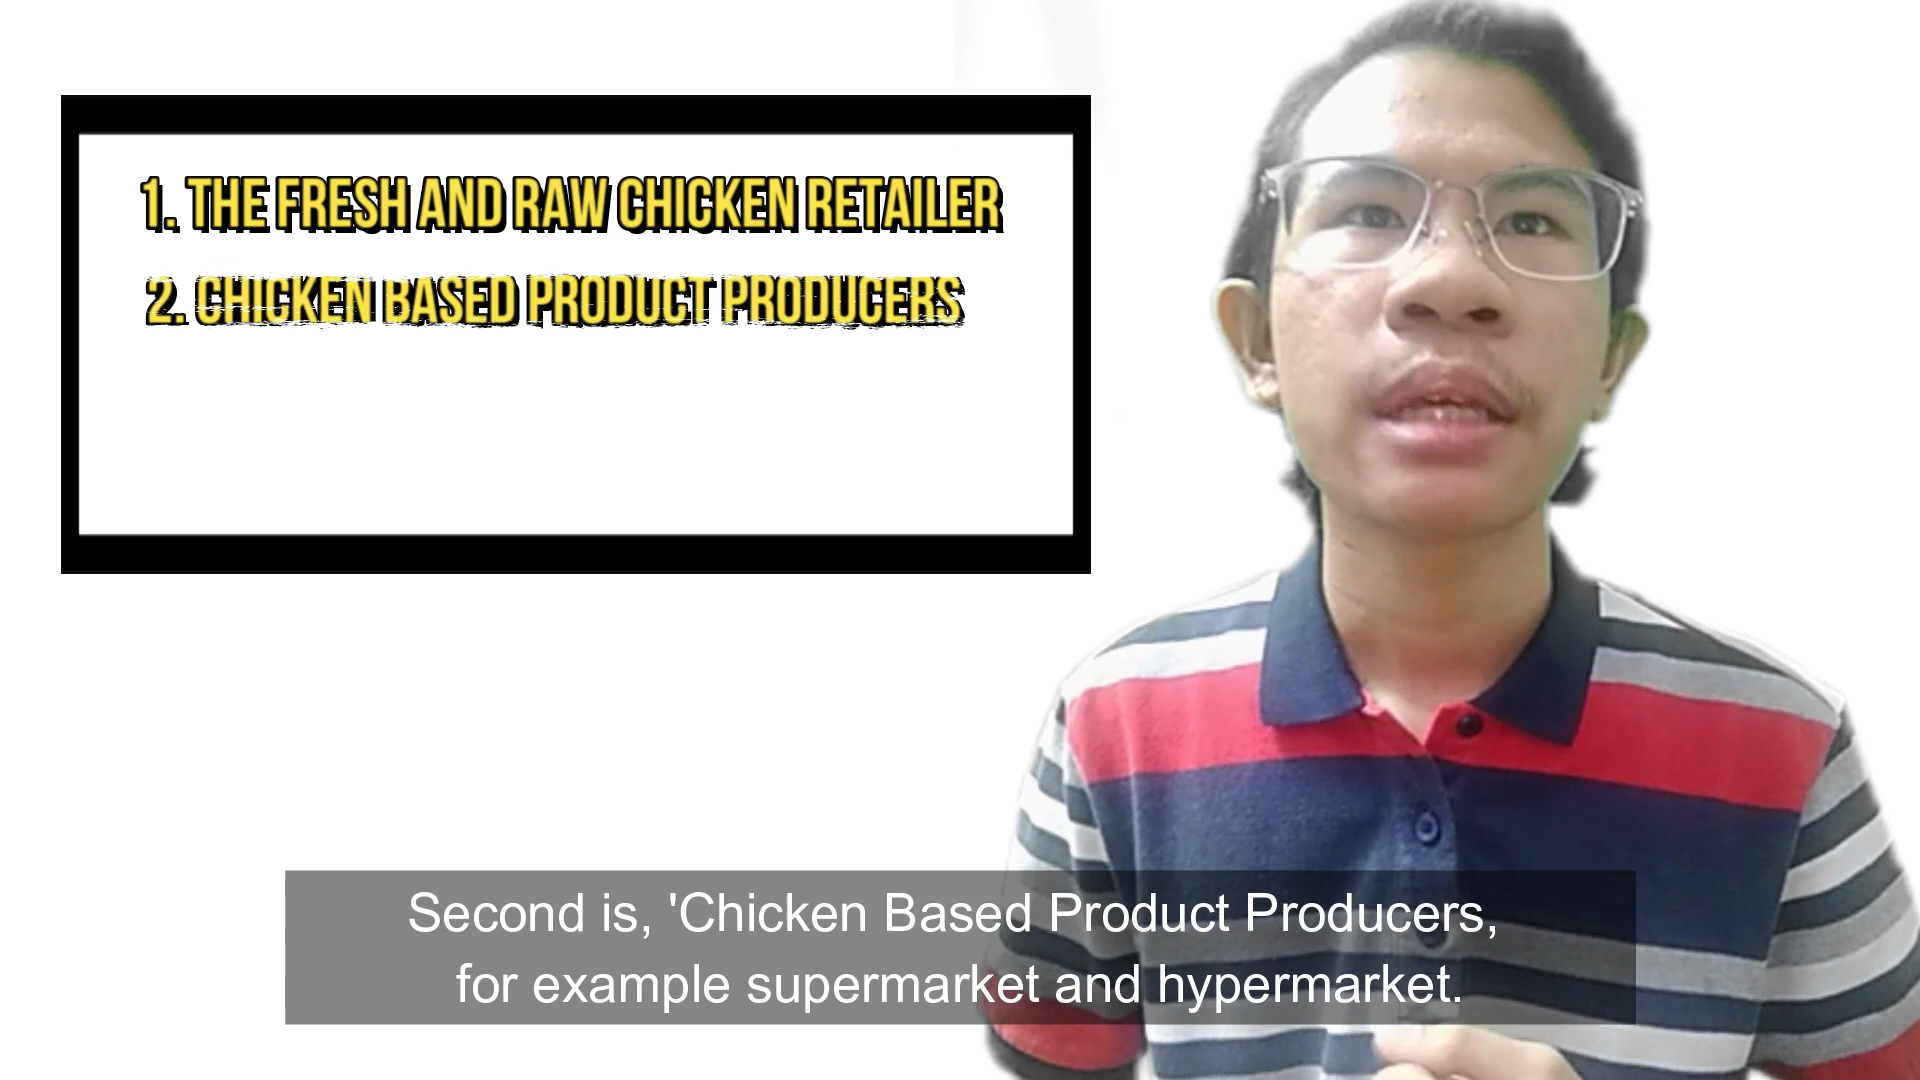 1. THE FRESH AND RAW CHICKEN RETAILER
2. CHICKEN BASED PRODUCT PRODUCERS
Second is, 'Chicken Based Product Producers,
for example supermarket and hypermarket.